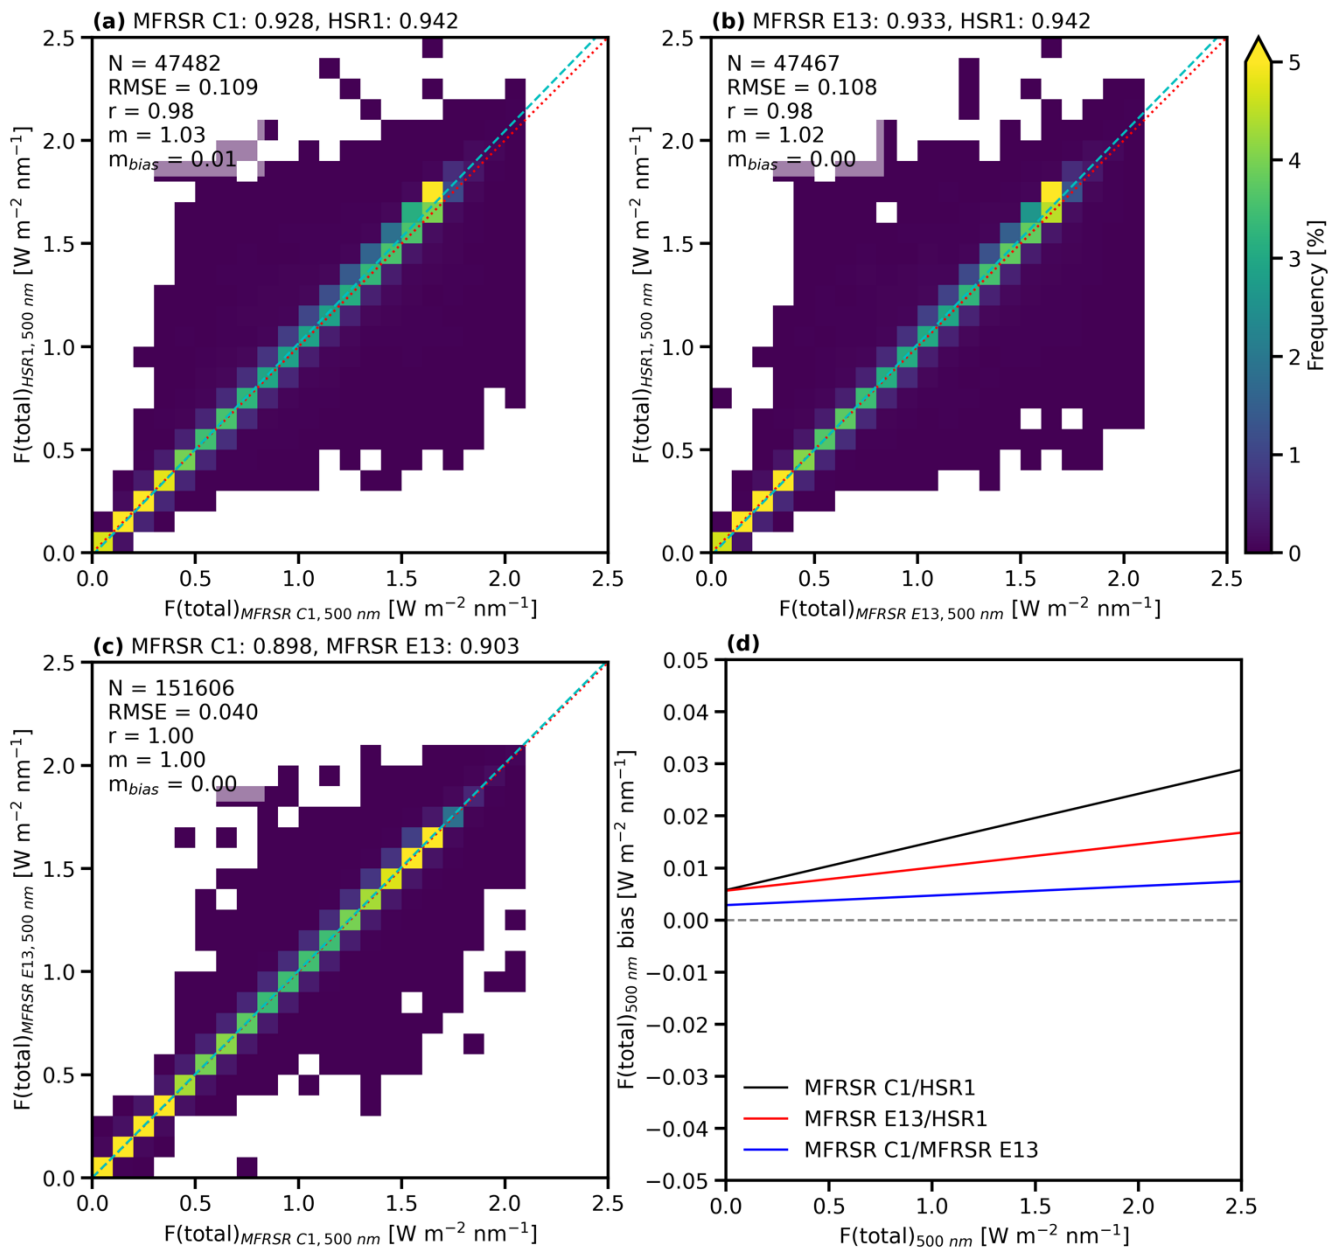 (a) MFRSR C1: 0.928, HSR1: 0.942
N = 47482
RMSE = 0.109
r = 0.98
m = 1.03
m_bias = 0.01
F(total)_HSR1, 500 nm [W m⁻² nm⁻¹]
2.5
2.0
1.5
1.0
0.5
0.0
0.0 0.5 1.0 1.5 2.0 2.5
F(total)_MFRSR C1, 500 nm [W m⁻² nm⁻¹]
(b) MFRSR E13: 0.933, HSR1: 0.942
N = 47467
RMSE = 0.108
r = 0.98
m = 1.02
m_bias = 0.00
F(total)_HSR1, 500 nm [W m⁻² nm⁻¹]
2.5
2.0
1.5
1.0
0.5
0.0
0.0 0.5 1.0 1.5 2.0 2.5
F(total)_MFRSR E13, 500 nm [W m⁻² nm⁻¹]
5
4
3
2
1
0
Frequency [%]
(c) MFRSR C1: 0.898, MFRSR E13: 0.903
N = 151606
RMSE = 0.040
r = 1.00
m = 1.00
m_bias = 0.00
F(total)_MFRSR E13, 500 nm [W m⁻² nm⁻¹]
2.5
2.0
1.5
1.0
0.5
0.0
0.0 0.5 1.0 1.5 2.0 2.5
F(total)_MFRSR C1, 500 nm [W m⁻² nm⁻¹]
(d)
F(total)_500 nm bias [W m⁻² nm⁻¹]
0.05
0.04
0.03
0.02
0.01
0.00
−0.01
−0.02
−0.03
−0.04
−0.05
MFRSR C1/HSR1
MFRSR E13/HSR1
MFRSR C1/MFRSR E13
0.0 0.5 1.0 1.5 2.0 2.5
F(total)_500 nm [W m⁻² nm⁻¹]